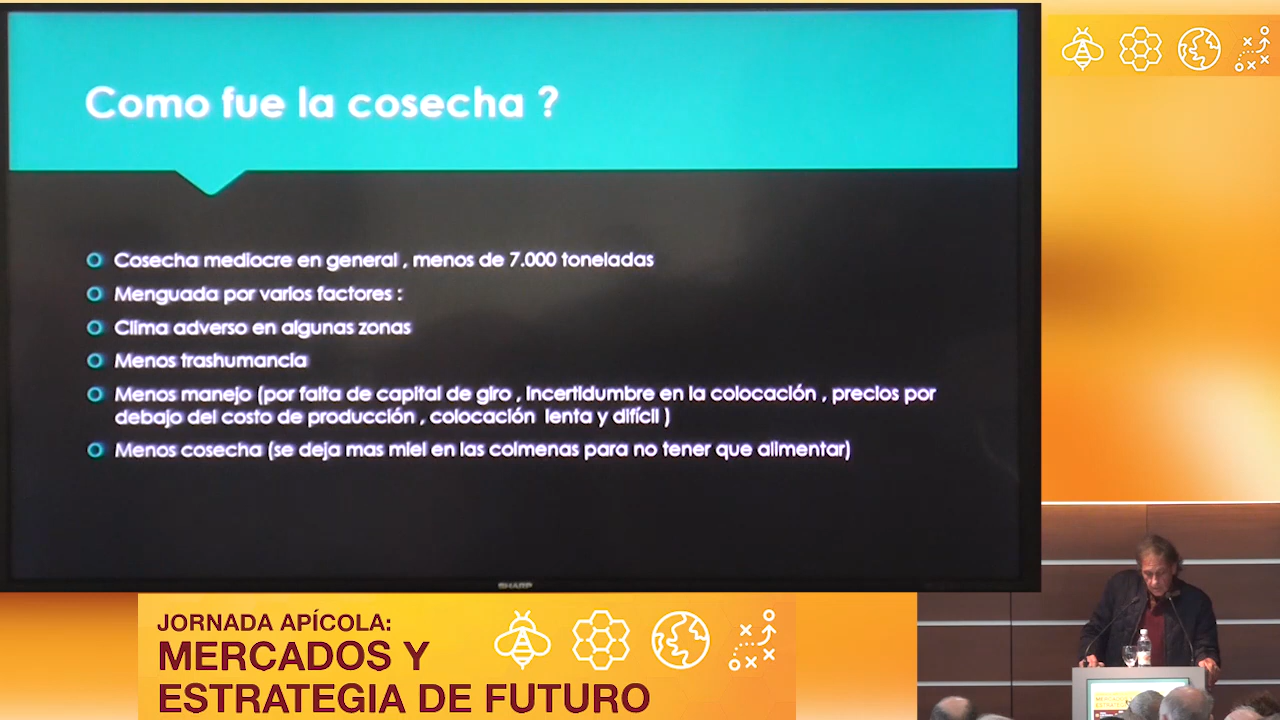 Como fue la cosecha ?
Cosecha mediocre en general , menos de 7.000 toneladas
Menguada por varios factores :
Clima adverso en algunas zonas
Menos trashumancia
Menos manejo (por falta de capital de giro , incertidumbre en la colocación , precios por
debajo del costo de producción , colocación lenta y difícil )
Menos cosecha (se deja mas miel en las colmenas para no tener que alimentar)
SHARP
JORNADA APÍCOLA:
MERCADOS Y
ESTRATEGIA DE FUTURO